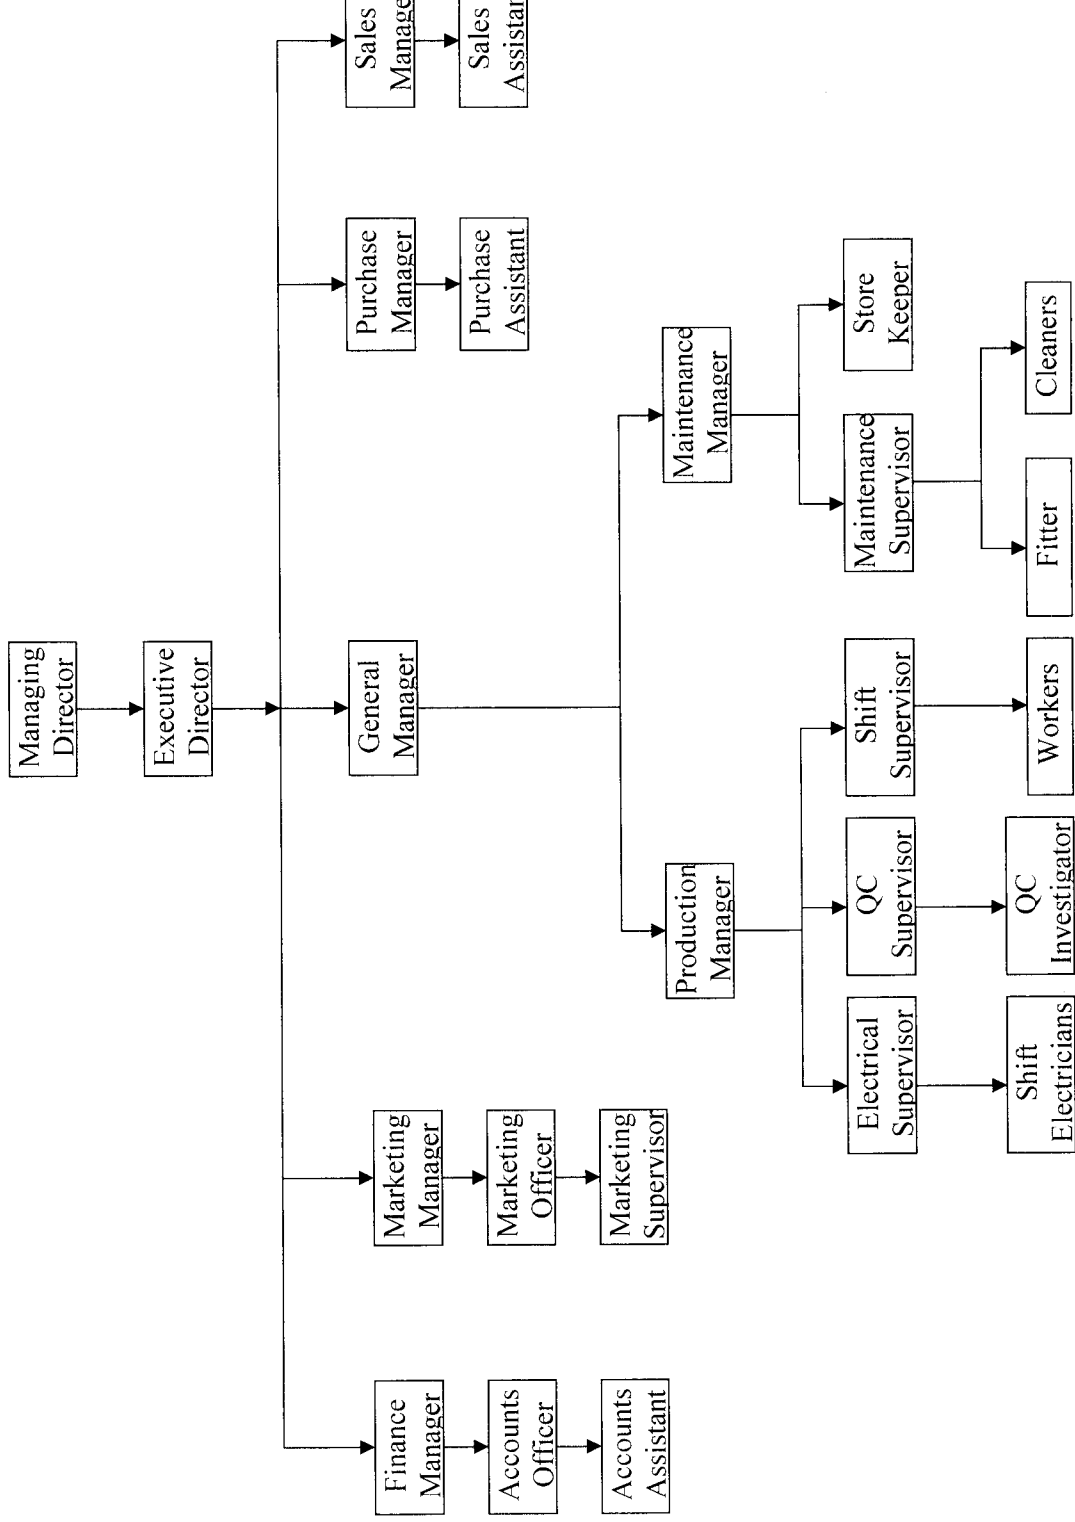 Managing
Director
Executive
Director
Finance
Manager
Marketing
Manager
General
Manager
Purchase
Manager
Sales
Manage
Accounts
Officer
Marketing
Officer
Purchase
Assistant
Sales
Assistan
Accounts
Assistant
Marketing
Supervisor
Production
Manager
Maintenance
Manager
Electrical
Supervisor
QC
Supervisor
Shift
Supervisor
Maintenance
Supervisor
Store
Keeper
Shift
Electricians
QC
Investigator
Workers
Fitter
Cleaners